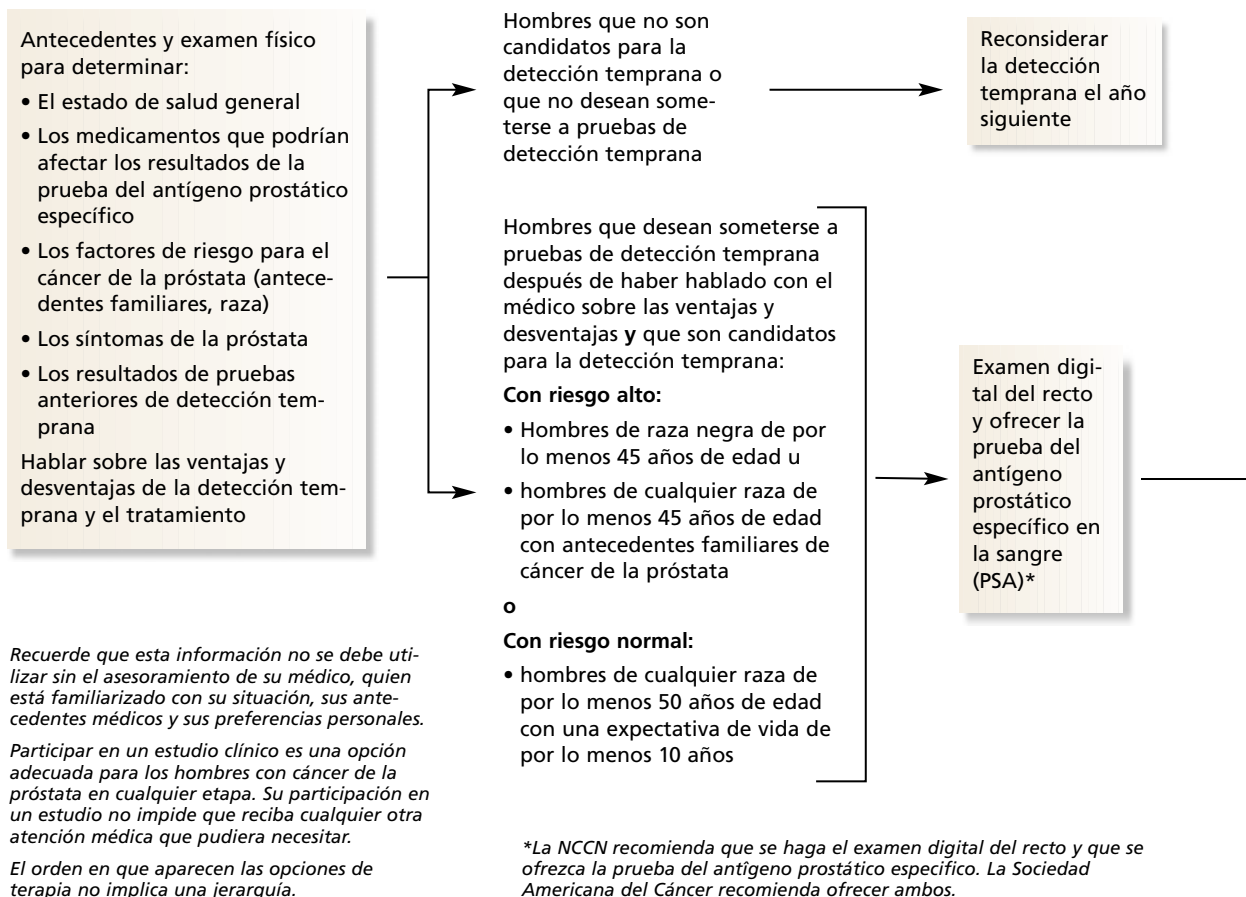 Antecedentes y examen físico
para determinar:
• El estado de salud general
• Los medicamentos que podrían
afectar los resultados de la
prueba del antígeno prostático
específico
• Los factores de riesgo para el
cáncer de la próstata (antece-
dentes familiares, raza)
• Los síntomas de la próstata
• Los resultados de pruebas
anteriores de detección tem-
prana
Hablar sobre las ventajas y
desventajas de la detección tem-
prana y el tratamiento
Hombres que no son
candidatos para la
detección temprana o
que no desean some-
terse a pruebas de
detección temprana
Reconsiderar
la detección
temprana el año
siguiente
Hombres que desean someterse a
pruebas de detección temprana
después de haber hablado con el
médico sobre las ventajas y
desventajas y que son candidatos
para la detección temprana:
Con riesgo alto:
• Hombres de raza negra de por
lo menos 45 años de edad u
• hombres de cualquier raza de
por lo menos 45 años de edad
con antecedentes familiares de
cáncer de la próstata
o
Con riesgo normal:
• hombres de cualquier raza de
por lo menos 50 años de edad
con una expectativa de vida de
por lo menos 10 años
Examen digi-
tal del recto
y ofrecer la
prueba del
antígeno
prostático
específico en
la sangre
(PSA)*
Recuerde que esta información no se debe uti-
lizar sin el asesoramiento de su médico, quien
está familiarizado con su situación, sus ante-
cedentes médicos y sus preferencias personales.
Participar en un estudio clínico es una opción
adecuada para los hombres con cáncer de la
próstata en cualquier etapa. Su participación en
un estudio no impide que reciba cualquier otra
atención médica que pudiera necesitar.
El orden en que aparecen las opciones de
terapia no implica una jerarquía.
*La NCCN recomienda que se haga el examen digital del recto y que se
ofrezca la prueba del antîgeno prostático especifico. La Sociedad
Americana del Cáncer recomienda ofrecer ambos.